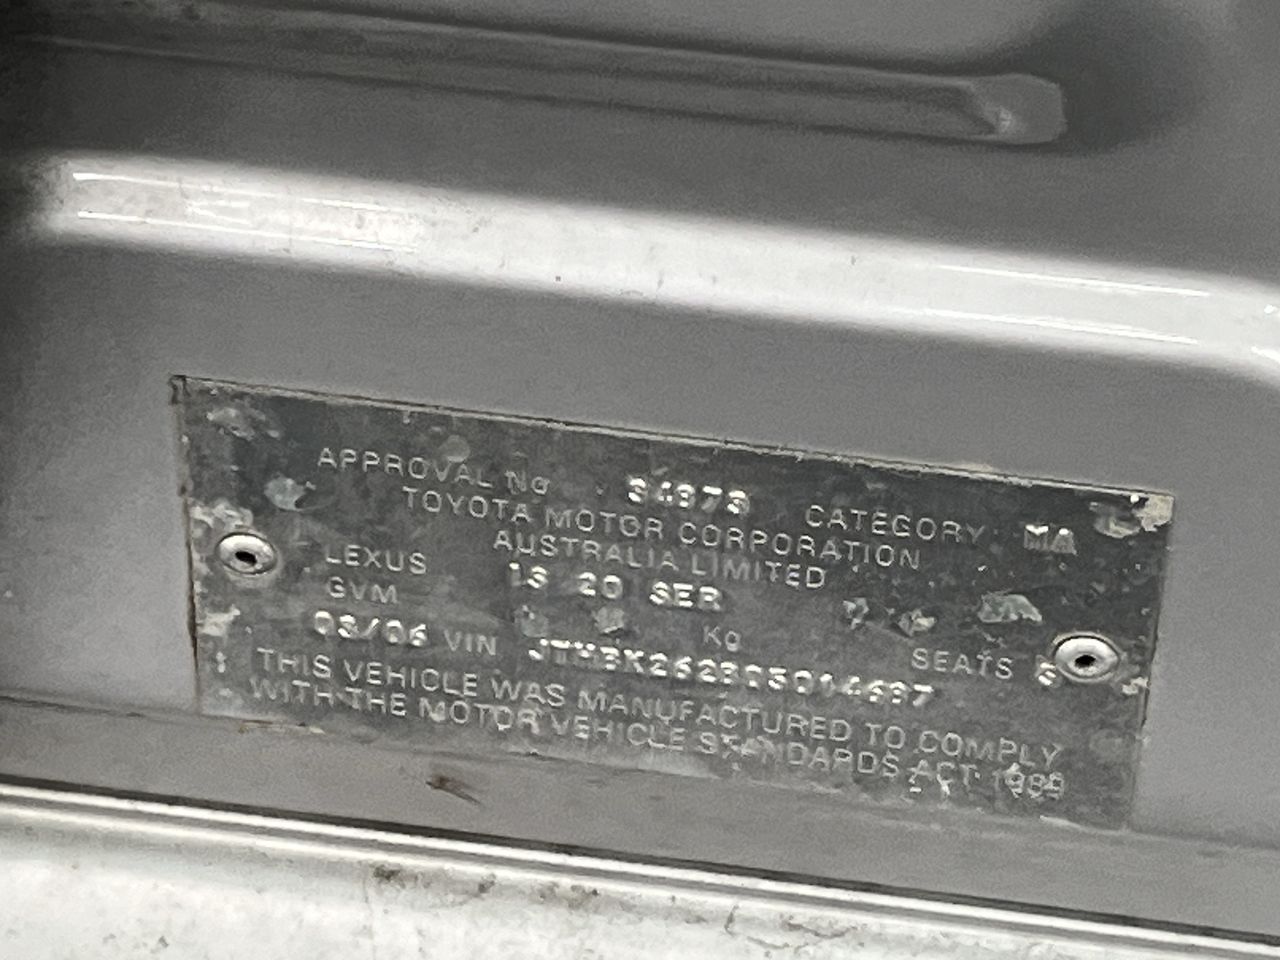 APPROVAL No 34973 CATEGORY MA
TOYOTA MOTOR CORPORATION
AUSTRALIA LIMITED
LEXUS IS 20 SER
GVM Kg SEATS 5
03/06 VIN
THIS VEHICLE WAS MANUFACTURED TO COMPLY
WITH THE MOTOR VEHICLE STANDARDS ACT 1989